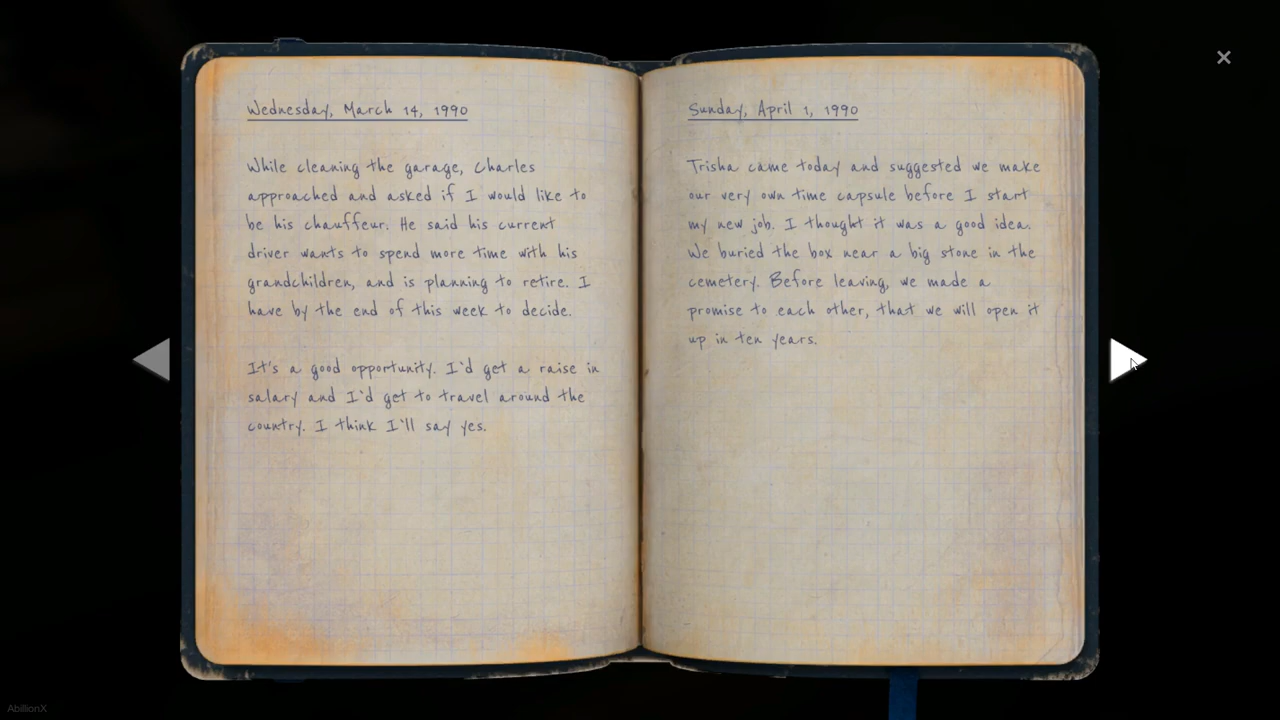 Wednesday, March 14, 1990
While cleaning the garage, Charles
approached and asked if I would like to
be his chauffeur. He said his current
driver wants to spend more time with his
grandchildren, and is planning to retire. I
have by the end of this week to decide.
It's a good opportunity. I'd get a raise in
salary and I'd get to travel around the
country. I think I'll say yes.
Sunday, April 1, 1990
Trisha came today and suggested we make
our very own time capsule before I start
my new job. I thought it was a good idea.
We buried the box near a big stone in the
cemetery. Before leaving, we made a
promise to each other, that we will open it
up in ten years.
AbillionX